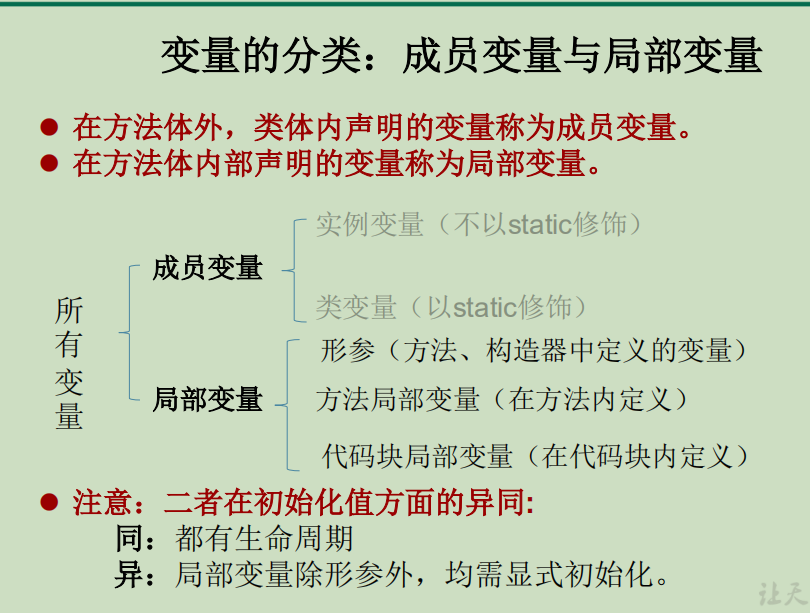 变量的分类：成员变量与局部变量
在方法体外，类体内声明的变量称为成员变量。
在方法体内部声明的变量称为局部变量。
所有变量
成员变量
实例变量（不以static修饰）
类变量（以static修饰）
局部变量
形参（方法、构造器中定义的变量）
方法局部变量（在方法内定义）
代码块局部变量（在代码块内定义）
注意：二者在初始化值方面的异同:
同：都有生命周期
异：局部变量除形参外，均需显式初始化。
让天